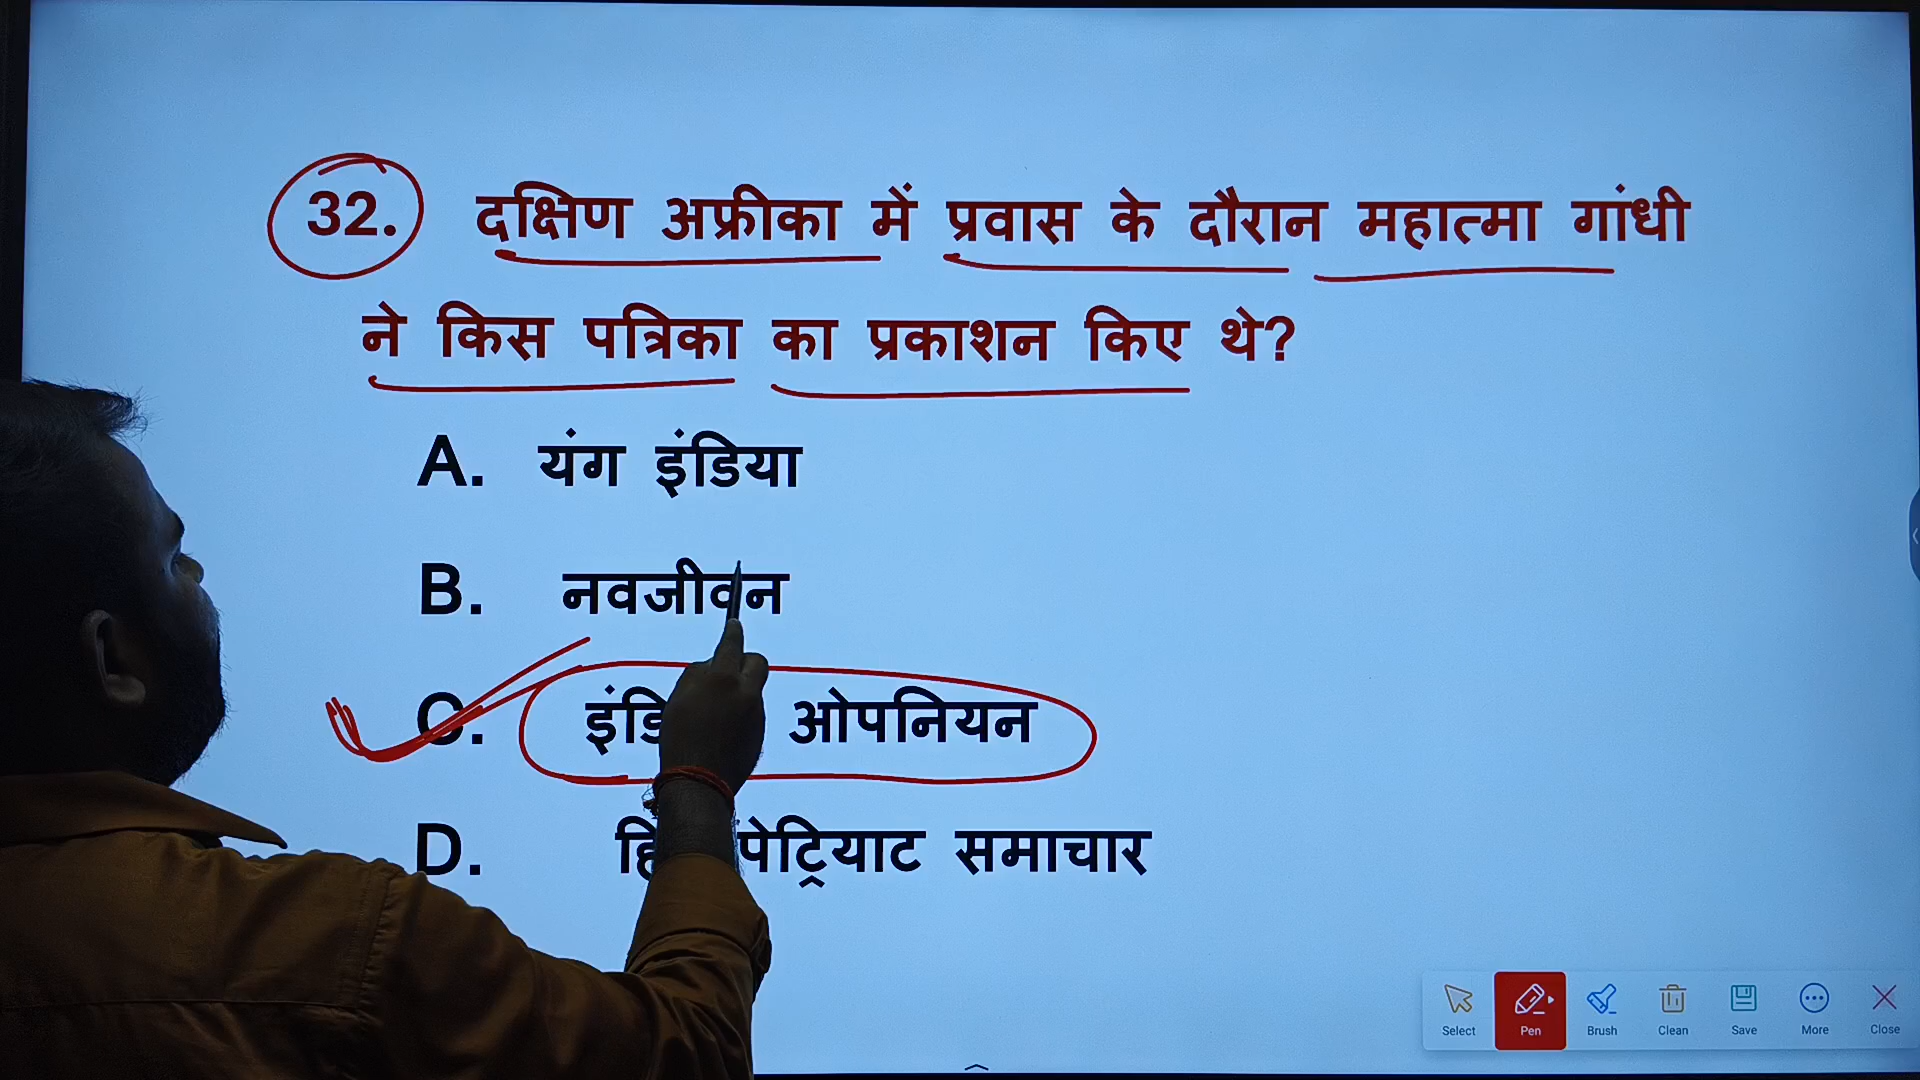 32. दक्षिण अफ्रीका में प्रवास के दौरान महात्मा गांधी
ने किस पत्रिका का प्रकाशन किए थे?
A. यंग इंडिया
B. नवजीवन
C. ओपनियन
D. समाचार
Select Pen Brush Clean Save More Close